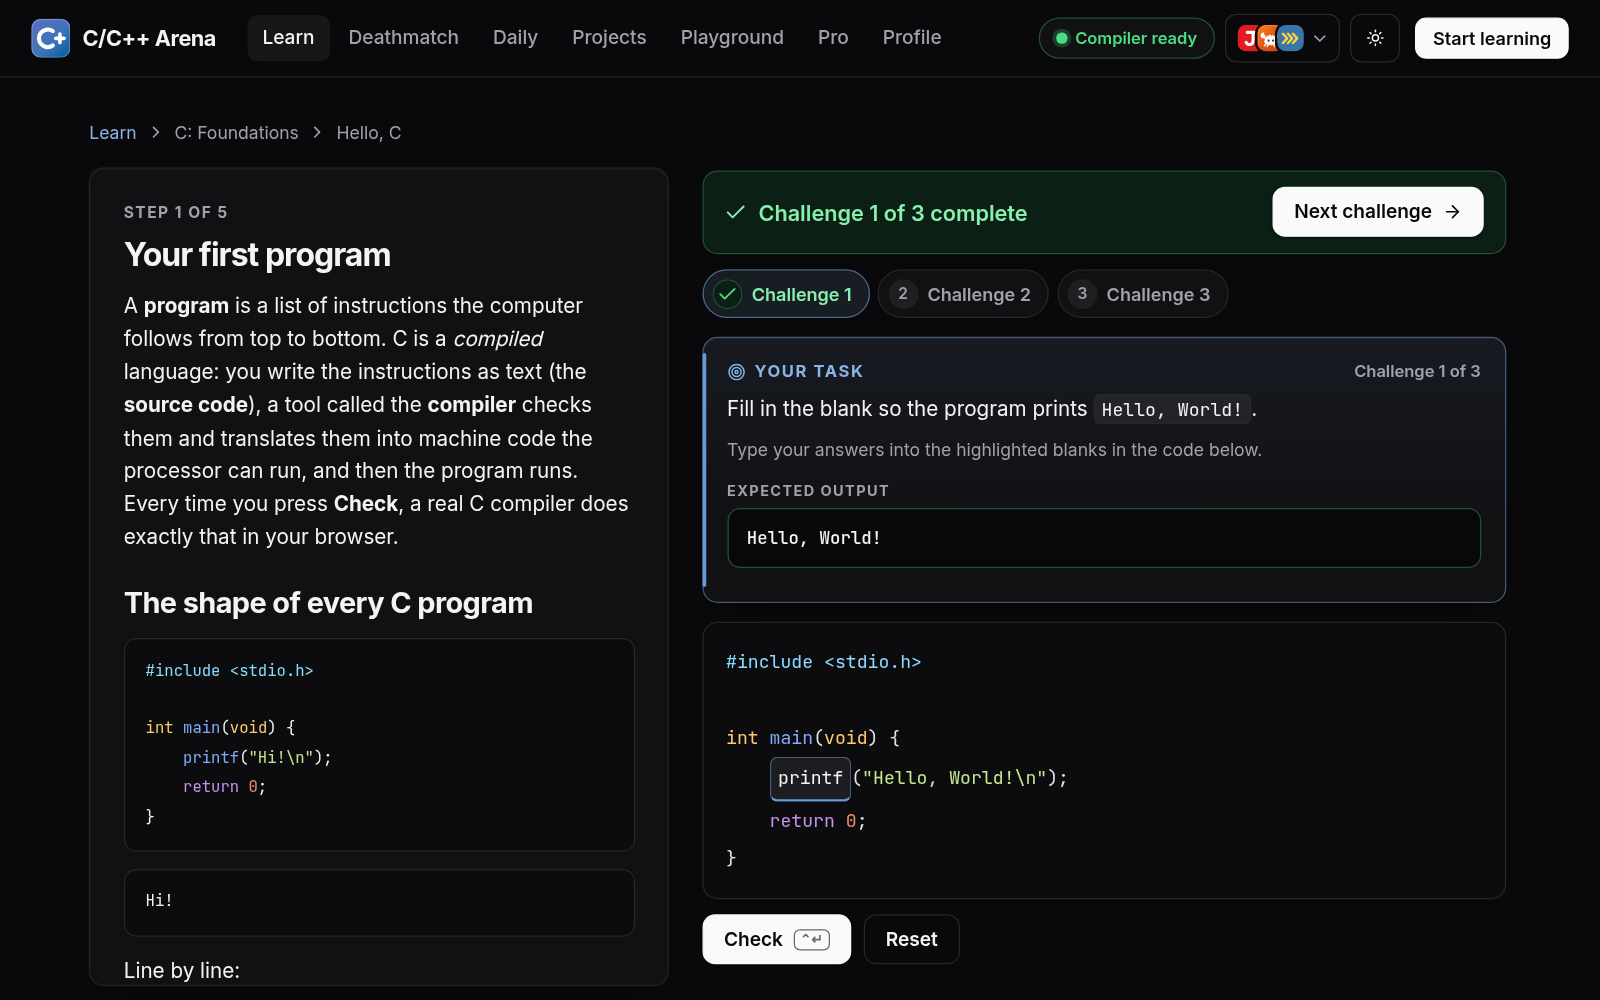 C/C++ Arena
Learn
Deathmatch
Daily
Projects
Playground
Pro
Profile
Compiler ready
Start learning
Learn > C: Foundations > Hello, C
STEP 1 OF 5
Your first program
A program is a list of instructions the computer
follows from top to bottom. C is a compiled
language: you write the instructions as text (the
source code), a tool called the compiler checks
them and translates them into machine code the
processor can run, and then the program runs.
Every time you press Check, a real C compiler does
exactly that in your browser.
The shape of every C program
#include <stdio.h>
int main(void) {
    printf("Hi!\n");
    return 0;
}
Hi!
Line by line:
Challenge 1 of 3 complete
Next challenge →
Challenge 1
2 Challenge 2
3 Challenge 3
YOUR TASK
Challenge 1 of 3
Fill in the blank so the program prints Hello, World!.
Type your answers into the highlighted blanks in the code below.
EXPECTED OUTPUT
Hello, World!
#include <stdio.h>
int main(void) {
    printf("Hello, World!\n");
    return 0;
}
Check ⌃↵
Reset